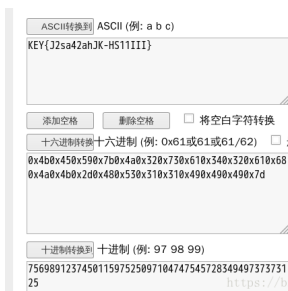 ASCII转换到 ASCII (例: a b c)
KEY{J2sa42ahJK-HS11III}
添加空格 删除空格 将空白字符转换
十六进制转换 十六进制 (例: 0x61或61或61/62)
0x4b0x450x590x7b0x4a0x320x730x610x340x320x610x68
0x4a0x4b0x2d0x480x530x310x310x490x490x490x7d
十进制转换到 十进制 (例: 97 98 99)
756989123745011597525097104747545728349497373731
25
https://b